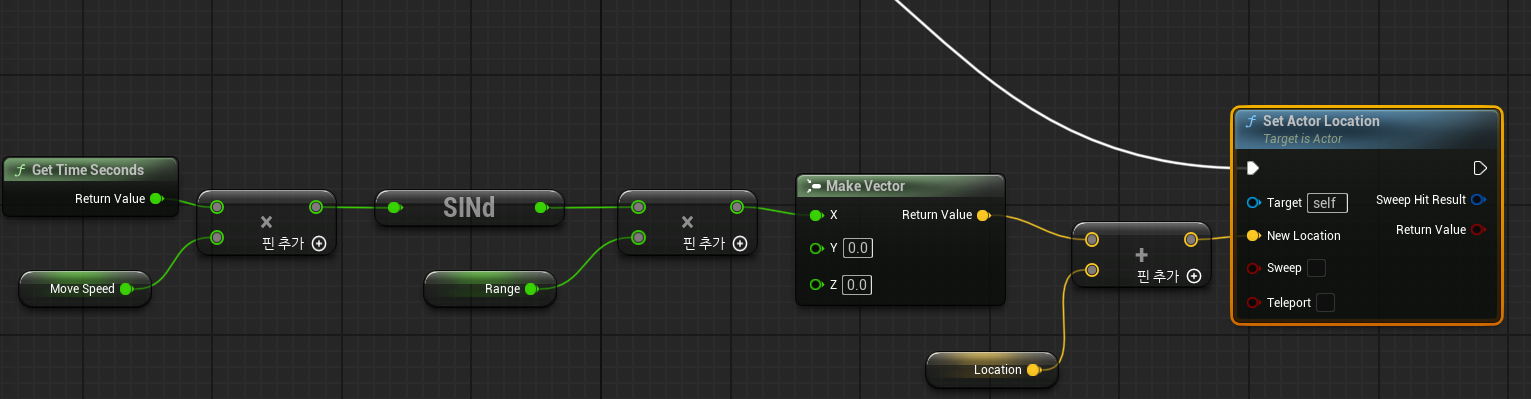 Get Time Seconds
Return Value
핀 추가
Move Speed
SINd
핀 추가
Range
Make Vector
X
Return Value
Y 0.0
Z 0.0
핀 추가
Location
Set Actor Location
Target is Actor
Target self
Sweep Hit Result
New Location
Return Value
Sweep
Teleport